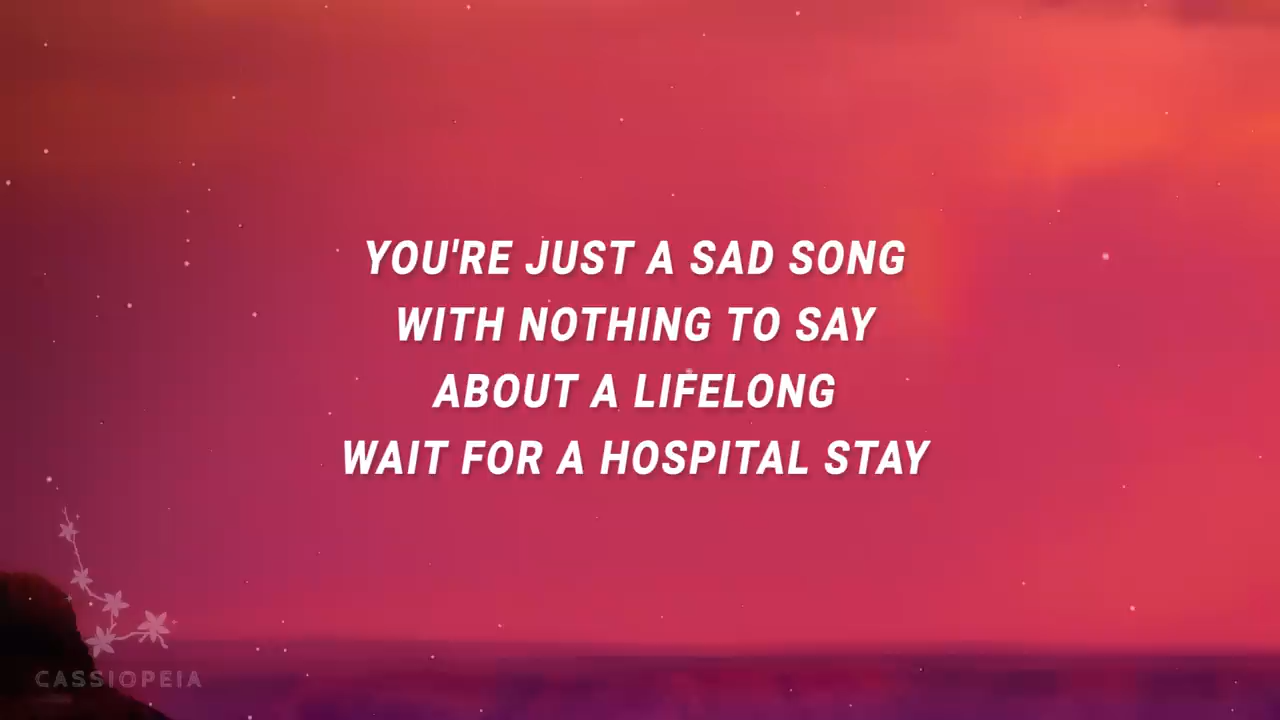 YOU'RE JUST A SAD SONG
WITH NOTHING TO SAY
ABOUT A LIFELONG
WAIT FOR A HOSPITAL STAY
CASSIOPEIA